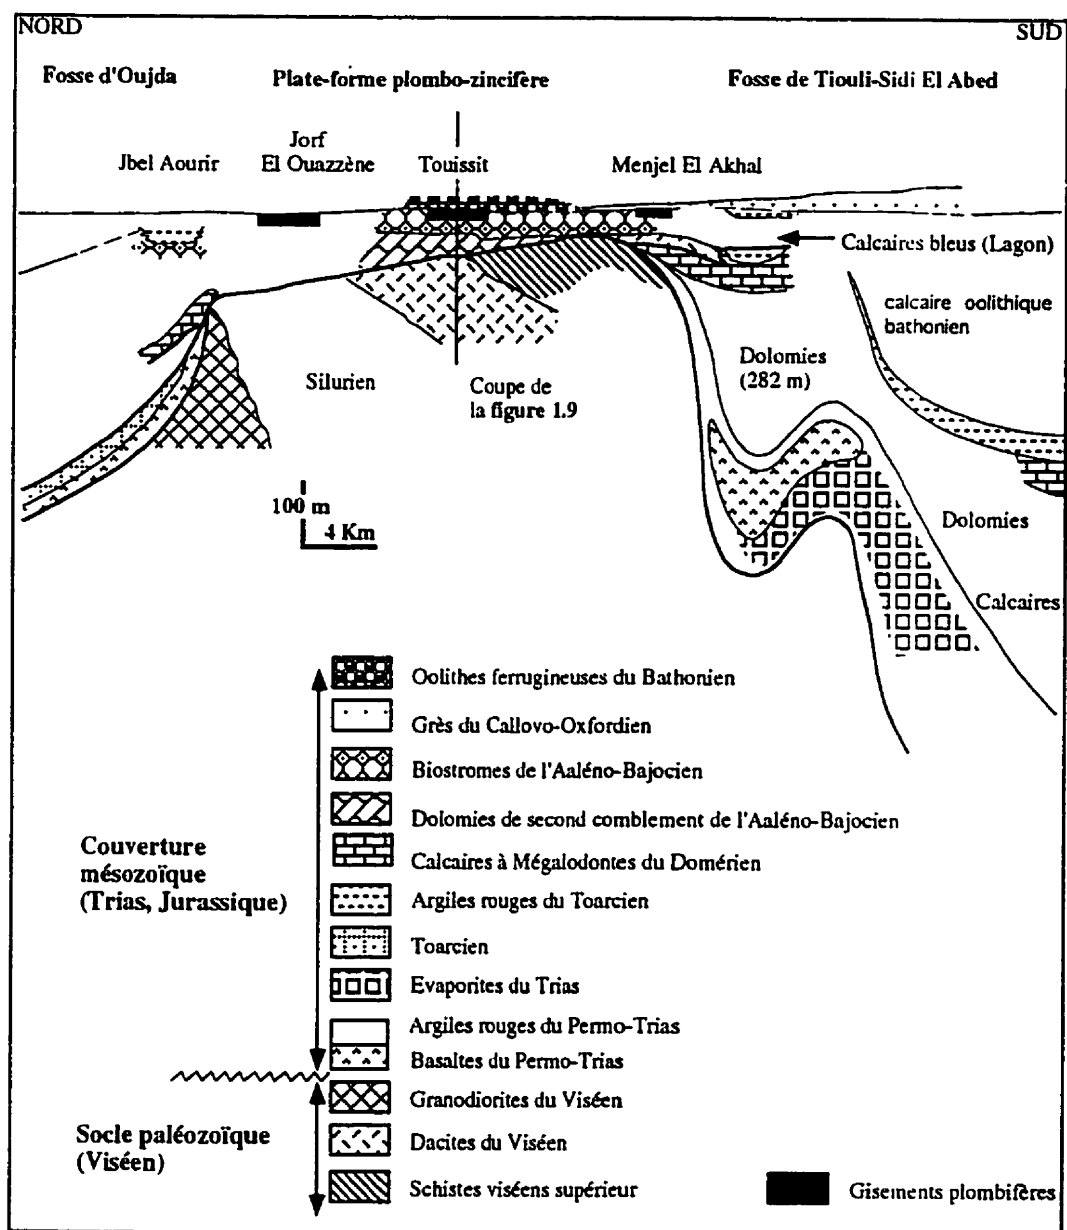 NORD
SUD
Fosse d'Oujda
Plate-forme plombo-zincifère
Fosse de Tiouli-Sidi El Abed
Jbel Aourir
Jorf
El Ouazzène
Touissit
Menjel El Akhal
Calcaires bleus (Lagon)
calcaire oolithique
bathonien
Dolomies
(282 m)
Silurien
Coupe de
la figure 1.9
100 m
4 Km
Dolomies
Calcaires
Oolithes ferrugineuses du Bathonien
Grès du Callovo-Oxfordien
Biostromes de l'Aaléno-Bajocien
Dolomies de second comblement de l'Aaléno-Bajocien
Calcaires à Mégalodontes du Domérien
Argiles rouges du Toarcien
Toarcien
Evaporites du Trias
Argiles rouges du Permo-Trias
Basaltes du Permo-Trias
Granodiorites du Viséen
Dacites du Viséen
Schistes viséens supérieur
Couverture
mésozoïque
(Trias, Jurassique)
Socle paléozoïque
(Viséen)
Gisements plombifères